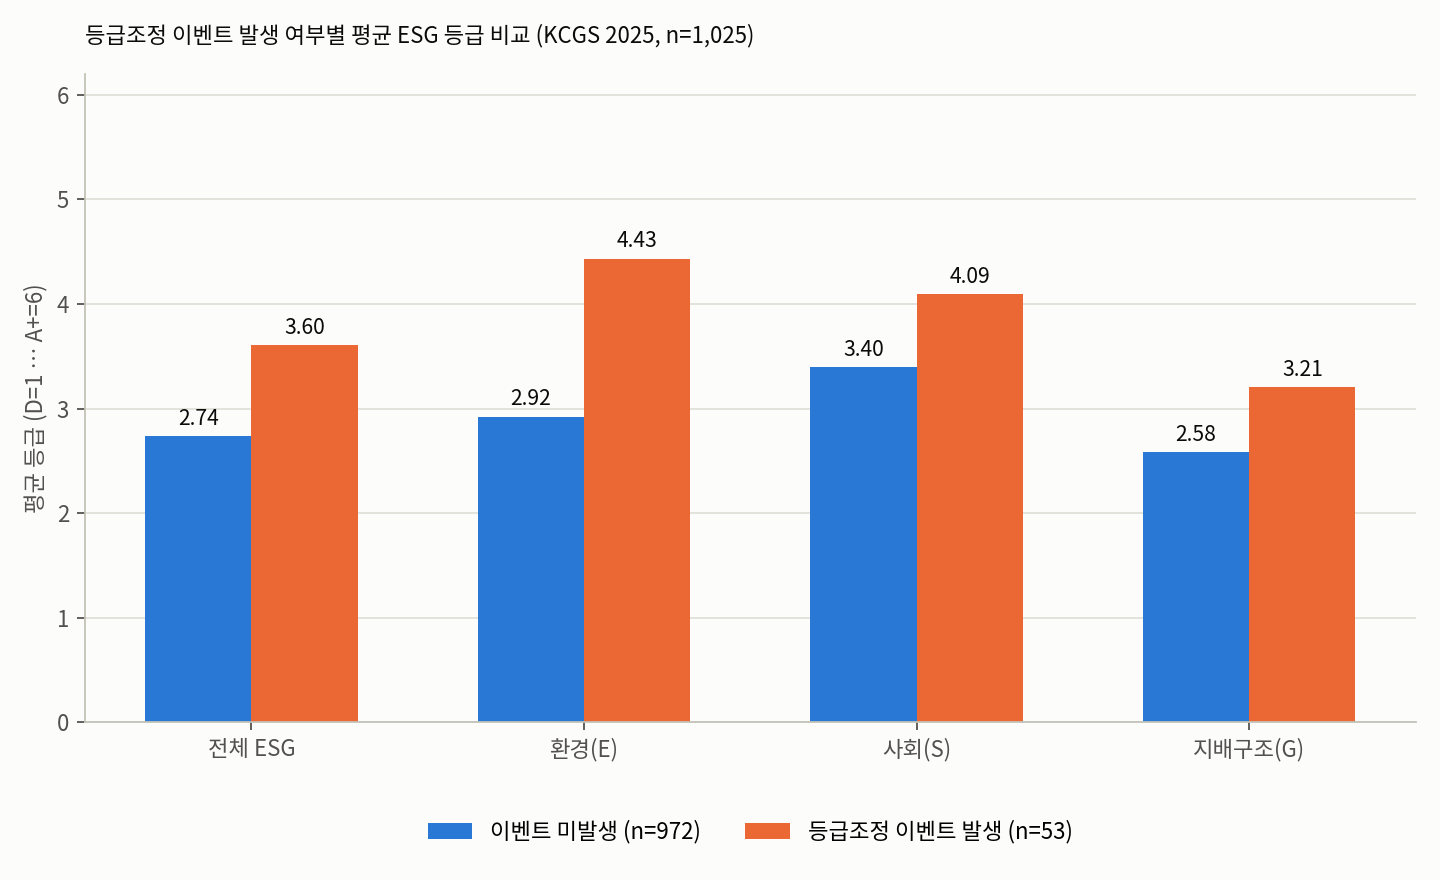 등급조정 이벤트 발생 여부별 평균 ESG 등급 비교 (KCGS 2025, n=1,025)
평균 등급 (D=1 ⋯ A+=6)
6
5
4
3
2
1
0
2.74
3.60
2.92
4.43
3.40
4.09
2.58
3.21
전체 ESG
환경(E)
사회(S)
지배구조(G)
이벤트 미발생 (n=972)
등급조정 이벤트 발생 (n=53)